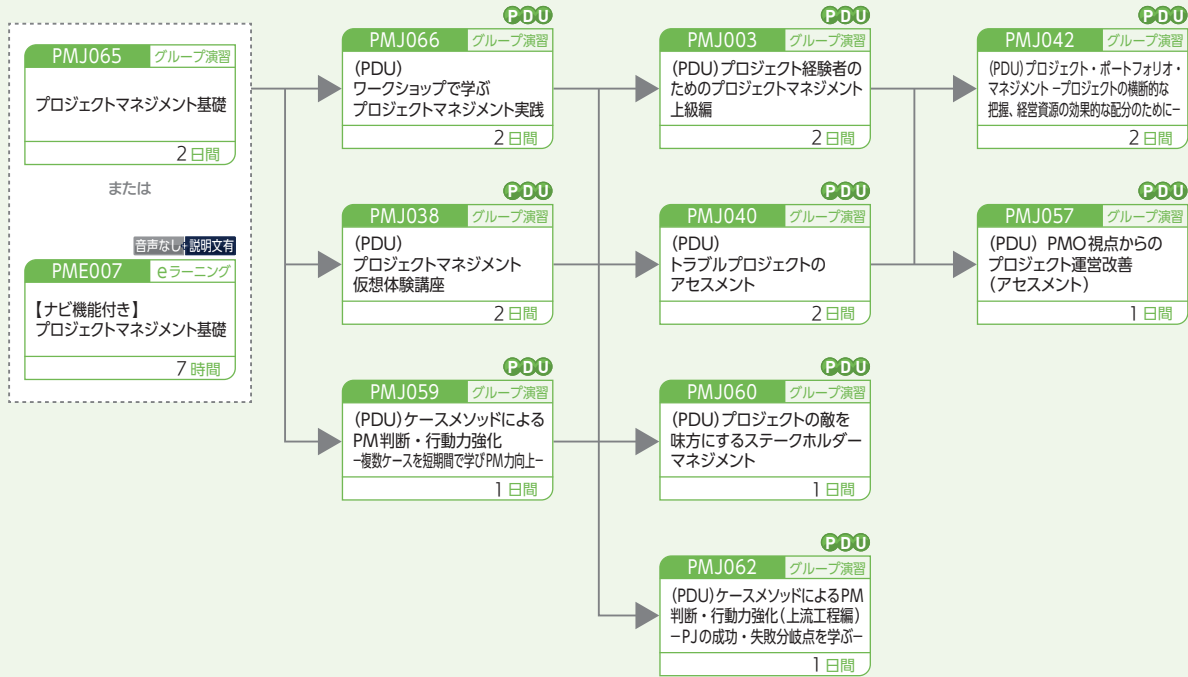 PMJ065 グループ演習
プロジェクトマネジメント基礎
2日間
または
音声なし 説明文有
PME007 eラーニング
【ナビ機能付き】
プロジェクトマネジメント基礎
7時間
PDU
PMJ066 グループ演習
(PDU)
ワークショップで学ぶ
プロジェクトマネジメント実践
2日間
PDU
PMJ038 グループ演習
(PDU)
プロジェクトマネジメント
仮想体験講座
2日間
PDU
PMJ059 グループ演習
(PDU)ケースメソッドによる
PM判断・行動力強化
−複数ケースを短期間で学びPM力向上−
1日間
PDU
PMJ003 グループ演習
(PDU)プロジェクト経験者の
ためのプロジェクトマネジメント
上級編
2日間
PDU
PMJ040 グループ演習
(PDU)
トラブルプロジェクトの
アセスメント
2日間
PDU
PMJ060 グループ演習
(PDU)プロジェクトの敵を
味方にするステークホルダー
マネジメント
1日間
PDU
PMJ062 グループ演習
(PDU)ケースメソッドによるPM
判断・行動力強化(上流工程編)
−PJの成功・失敗分岐点を学ぶ−
1日間
PDU
PMJ042 グループ演習
(PDU)プロジェクト・ポートフォリオ・
マネジメント −プロジェクトの横断的な
把握、経営資源の効果的な配分のために−
2日間
PDU
PMJ057 グループ演習
(PDU) PMO視点からの
プロジェクト運営改善
(アセスメント)
1日間